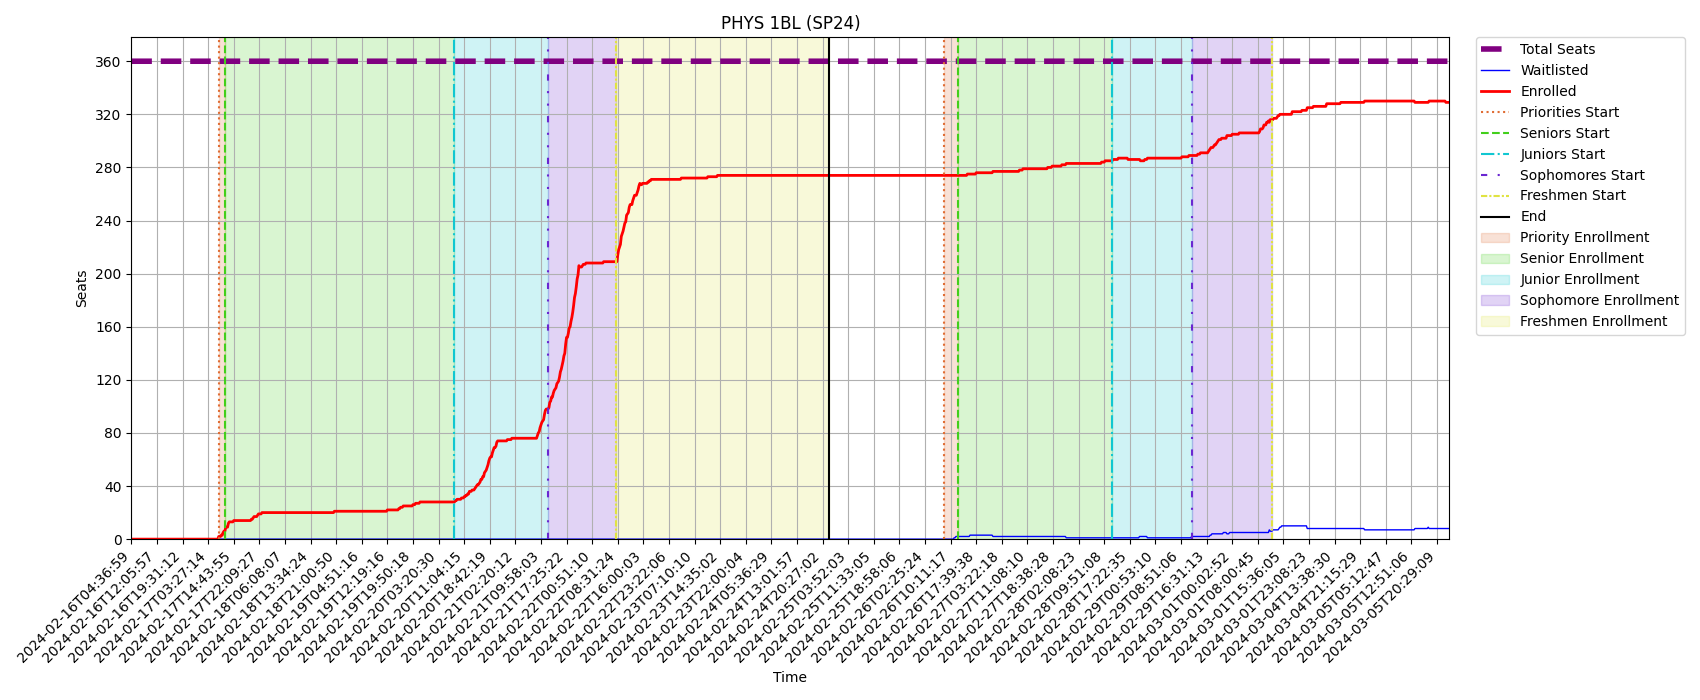 PHYS 1BL (SP24)
360
320
280
240
200
160
120
80
40
0
Seats
2024-02-16T04:36:59
2024-02-16T12:05:57
2024-02-16T19:31:12
2024-02-17T03:27:14
2024-02-17T14:43:55
2024-02-17T22:09:27
2024-02-18T06:08:07
2024-02-18T13:34:24
2024-02-18T21:00:50
2024-02-19T04:51:16
2024-02-19T12:19:16
2024-02-19T19:50:18
2024-02-20T03:20:30
2024-02-20T11:04:15
2024-02-20T18:42:19
2024-02-21T02:20:12
2024-02-21T09:58:03
2024-02-21T17:25:22
2024-02-22T00:51:10
2024-02-22T08:31:24
2024-02-22T16:00:03
2024-02-22T23:22:06
2024-02-23T07:10:10
2024-02-23T14:35:02
2024-02-23T22:00:04
2024-02-24T05:36:29
2024-02-24T13:01:57
2024-02-24T20:27:02
2024-02-25T03:52:03
2024-02-25T11:33:05
2024-02-25T18:58:06
2024-02-26T02:25:24
2024-02-26T10:11:17
2024-02-26T17:39:38
2024-02-27T03:22:18
2024-02-27T11:08:10
2024-02-27T18:38:28
2024-02-28T02:08:23
2024-02-28T09:51:08
2024-02-28T17:22:35
2024-02-29T00:53:10
2024-02-29T08:51:06
2024-02-29T16:31:13
2024-03-01T00:02:52
2024-03-01T08:00:45
2024-03-01T15:36:05
2024-03-01T23:08:23
2024-03-04T13:38:30
2024-03-04T21:15:29
2024-03-05T05:12:47
2024-03-05T12:51:06
2024-03-05T20:29:09
Time
Total Seats
Waitlisted
Enrolled
Priorities Start
Seniors Start
Juniors Start
Sophomores Start
Freshmen Start
End
Priority Enrollment
Senior Enrollment
Junior Enrollment
Sophomore Enrollment
Freshmen Enrollment